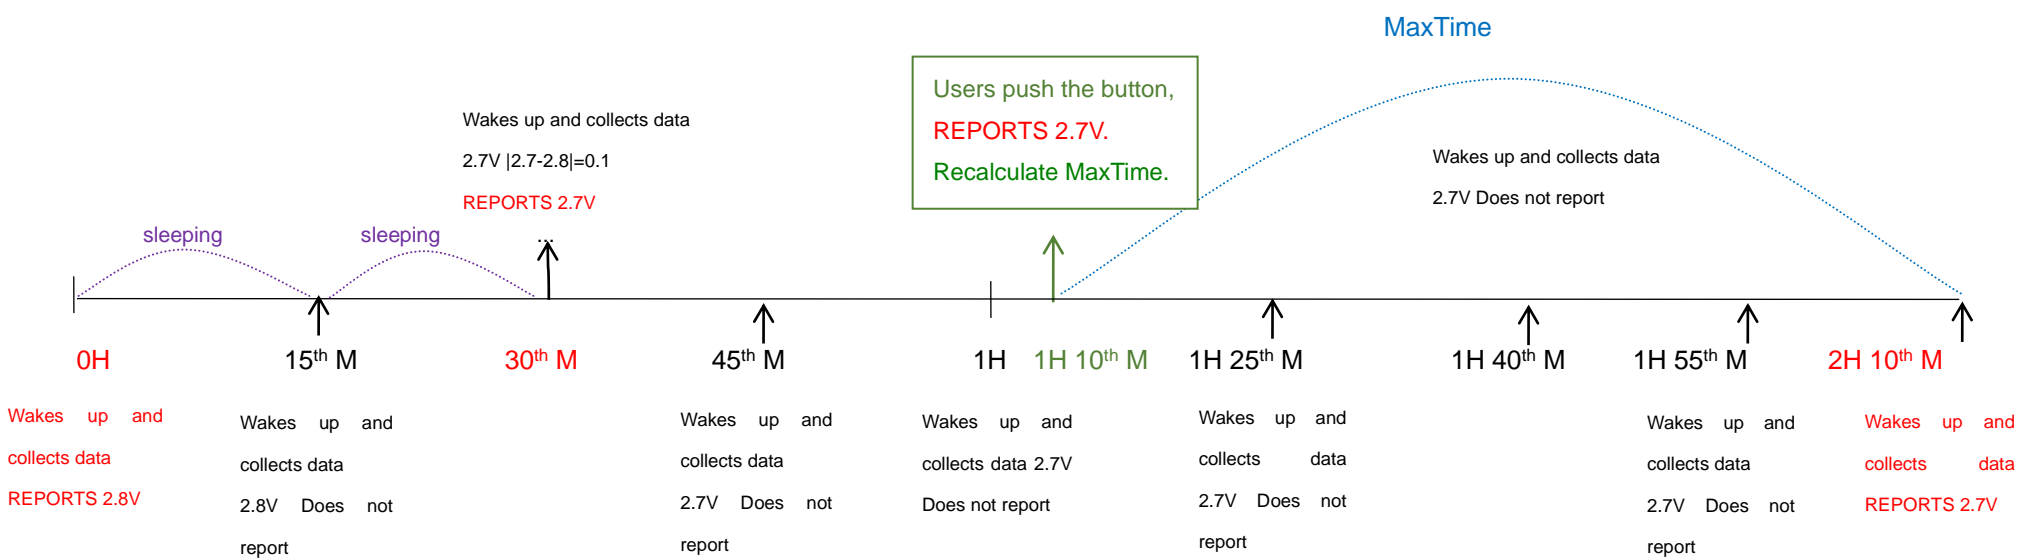 MaxTime
Users push the button,
REPORTS 2.7V.
Recalculate MaxTime.
Wakes up and collects data
2.7V |2.7-2.8|=0.1
REPORTS 2.7V
...
Wakes up and collects data
2.7V Does not report
sleeping
sleeping
0H
15th M
30th M
45th M
1H
1H 10th M
1H 25th M
1H 40th M
1H 55th M
2H 10th M
Wakes up and
collects data
REPORTS 2.8V
Wakes up and
collects data
2.8V Does not
report
Wakes up and
collects data
2.7V Does not
report
Wakes up and
collects data 2.7V
Does not report
Wakes up and
collects data
2.7V Does not
report
Wakes up and
collects data
2.7V Does not
report
Wakes up and
collects data
REPORTS 2.7V